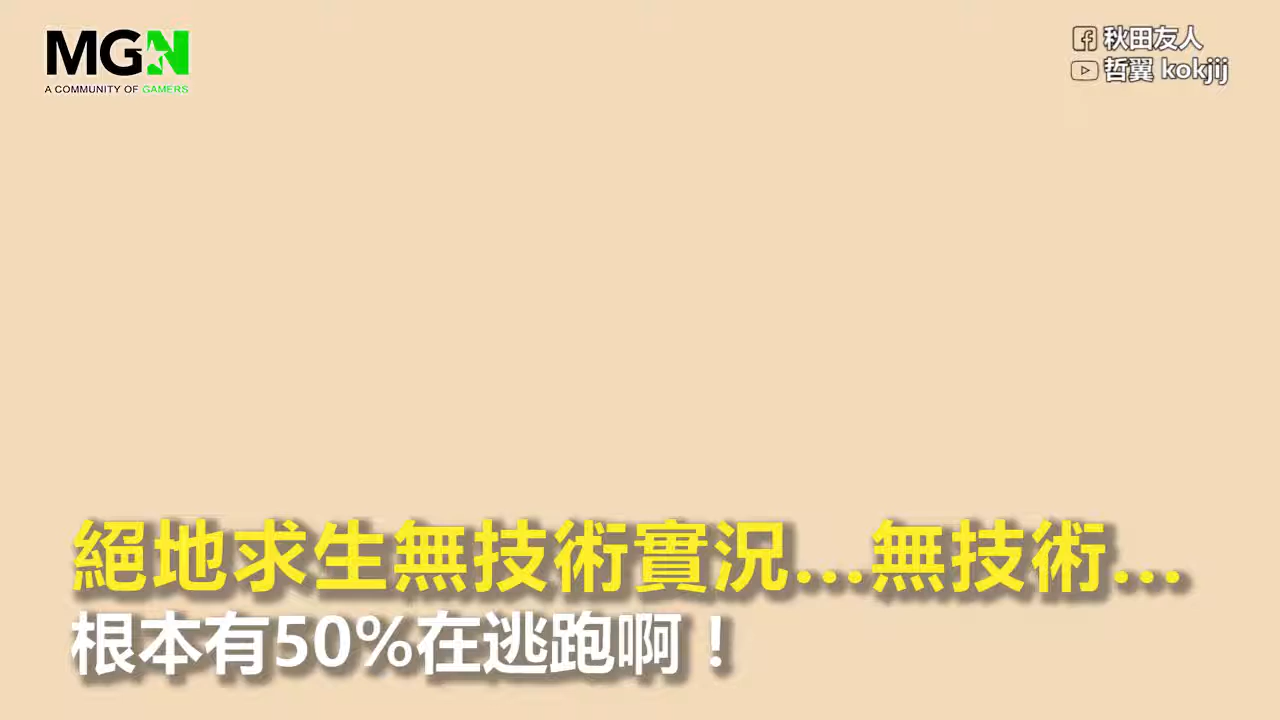 MGN
A COMMUNITY OF GAMERS
秋田友人
哲翼 kokjij
絕地求生無技術實況...無技術...
根本有50%在逃跑啊！